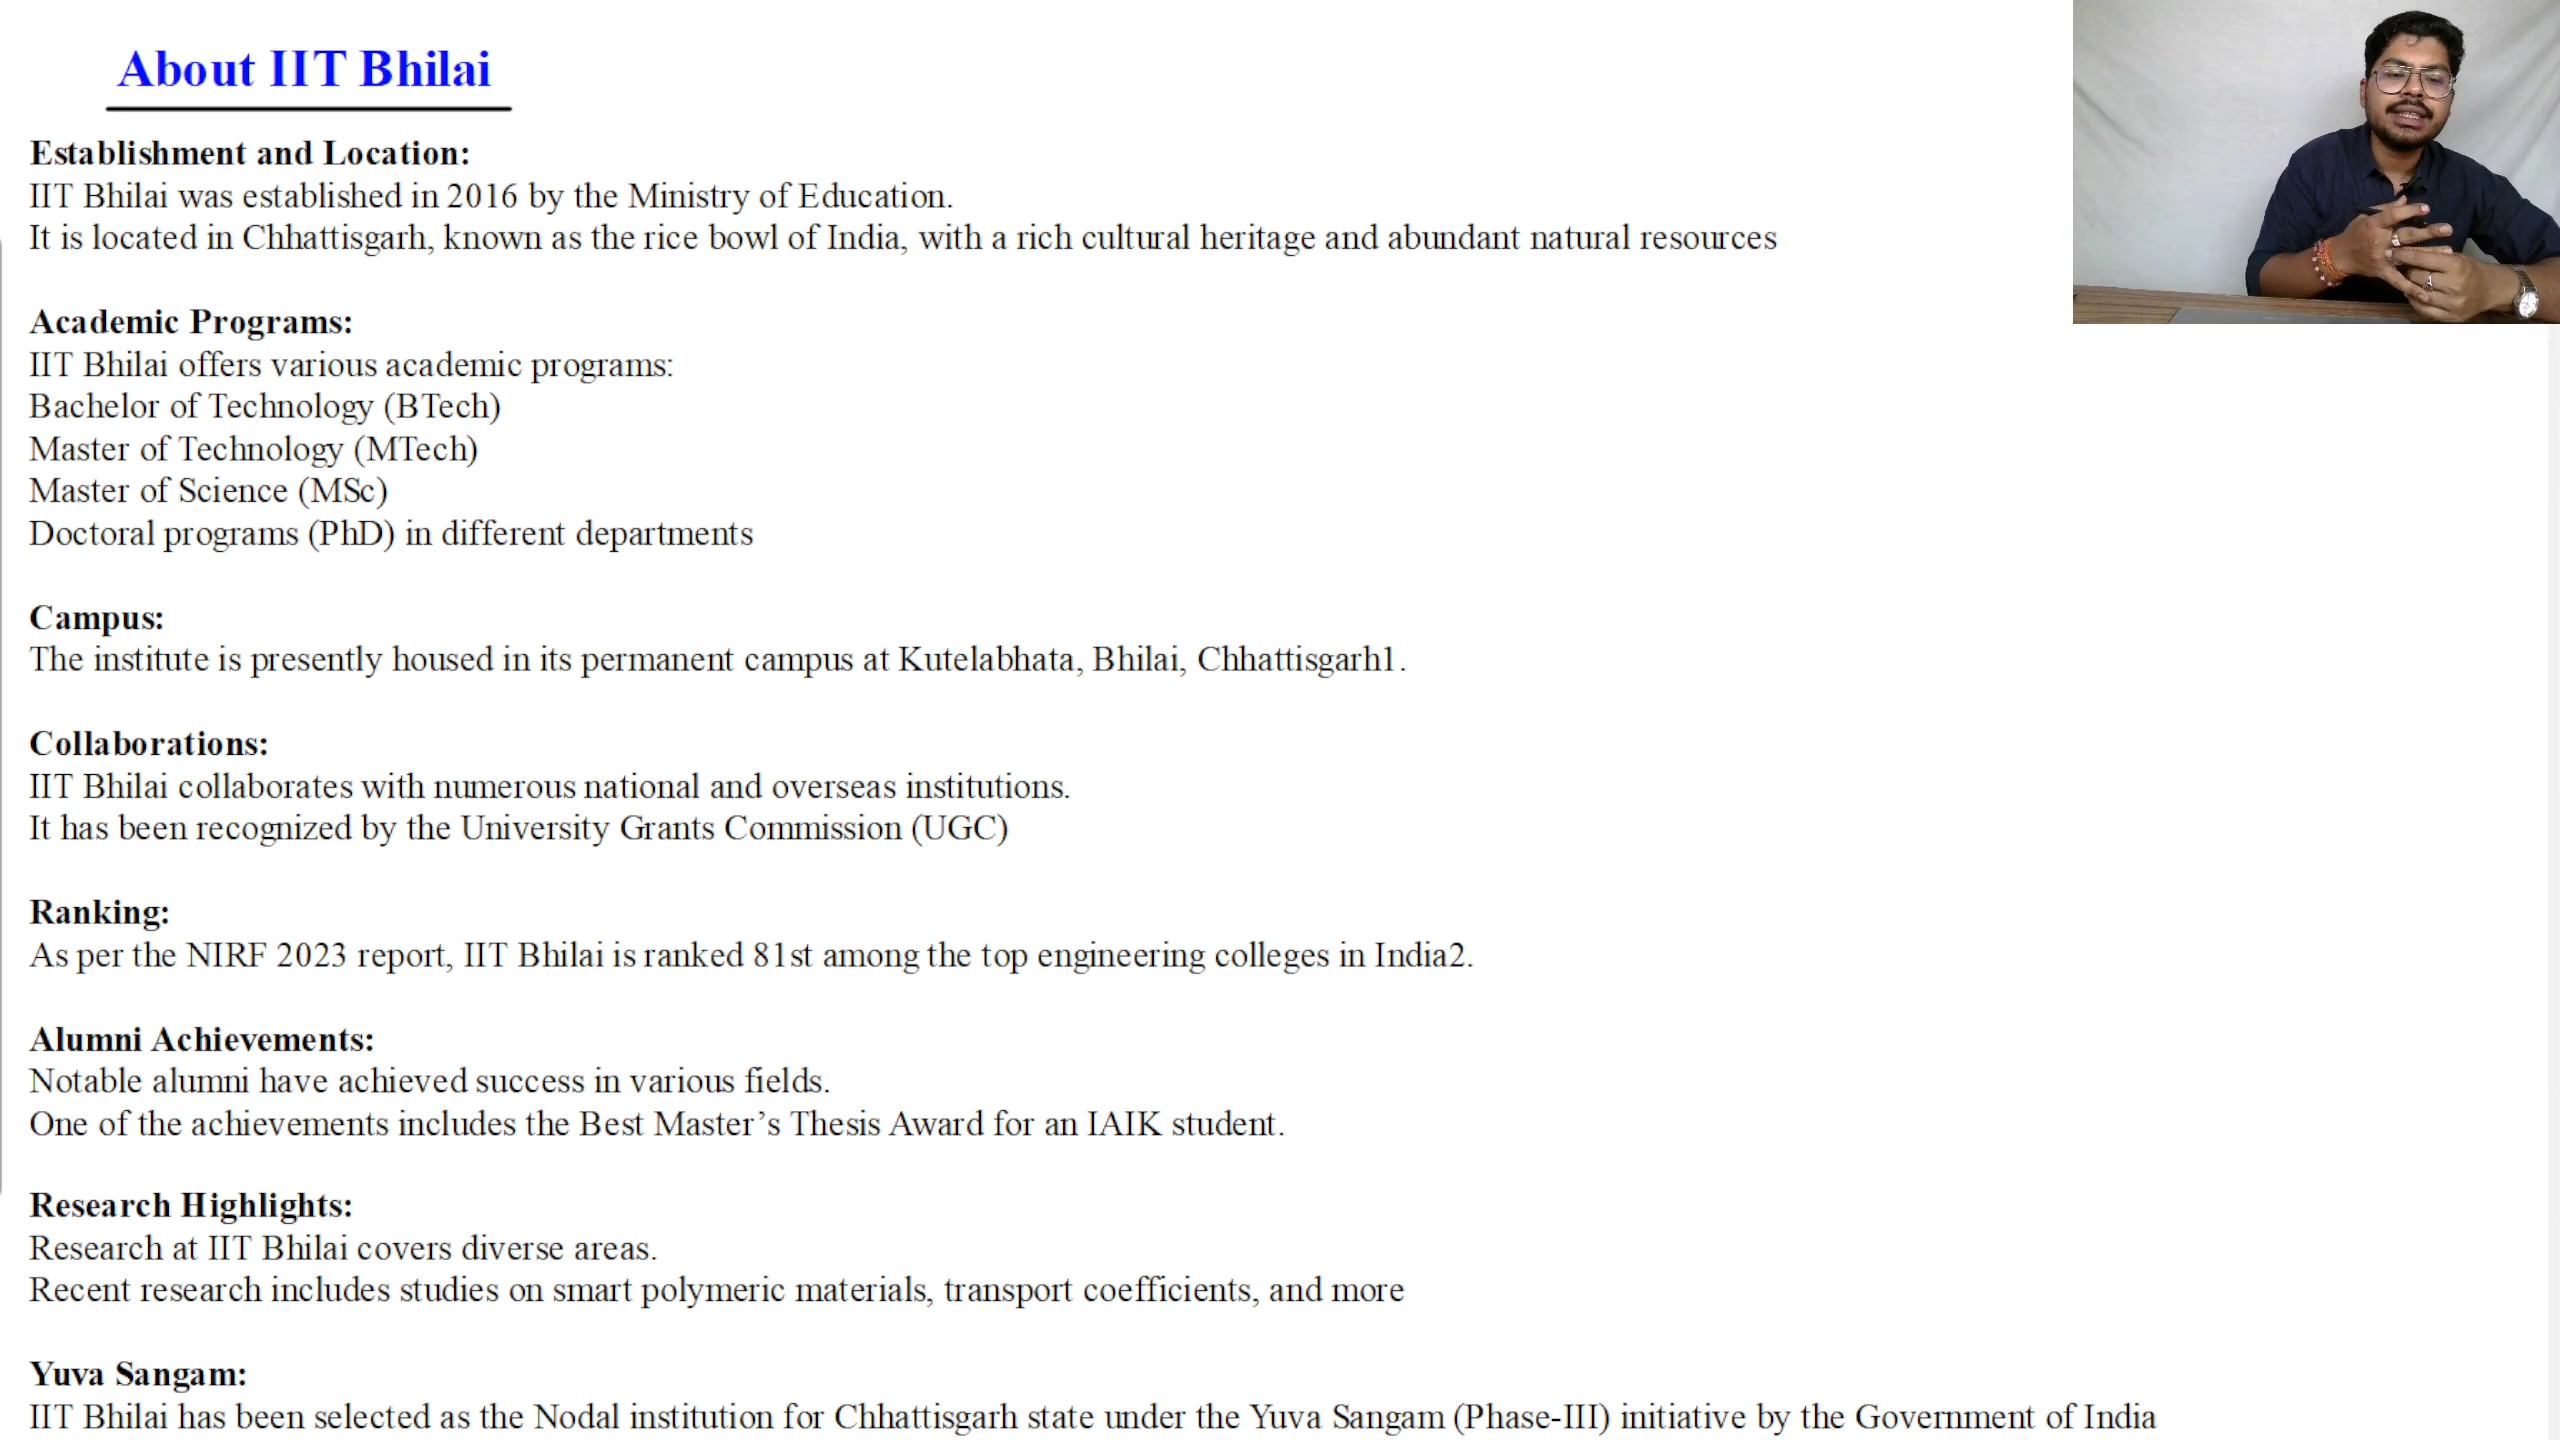 About IIT Bhilai
Establishment and Location:
IIT Bhilai was established in 2016 by the Ministry of Education.
It is located in Chhattisgarh, known as the rice bowl of India, with a rich cultural heritage and abundant natural resources
Academic Programs:
IIT Bhilai offers various academic programs:
Bachelor of Technology (BTech)
Master of Technology (MTech)
Master of Science (MSc)
Doctoral programs (PhD) in different departments
Campus:
The institute is presently housed in its permanent campus at Kutelabhata, Bhilai, Chhattisgarh1.
Collaborations:
IIT Bhilai collaborates with numerous national and overseas institutions.
It has been recognized by the University Grants Commission (UGC)
Ranking:
As per the NIRF 2023 report, IIT Bhilai is ranked 81st among the top engineering colleges in India2.
Alumni Achievements:
Notable alumni have achieved success in various fields.
One of the achievements includes the Best Master’s Thesis Award for an IAIK student.
Research Highlights:
Research at IIT Bhilai covers diverse areas.
Recent research includes studies on smart polymeric materials, transport coefficients, and more
Yuva Sangam:
IIT Bhilai has been selected as the Nodal institution for Chhattisgarh state under the Yuva Sangam (Phase-III) initiative by the Government of India